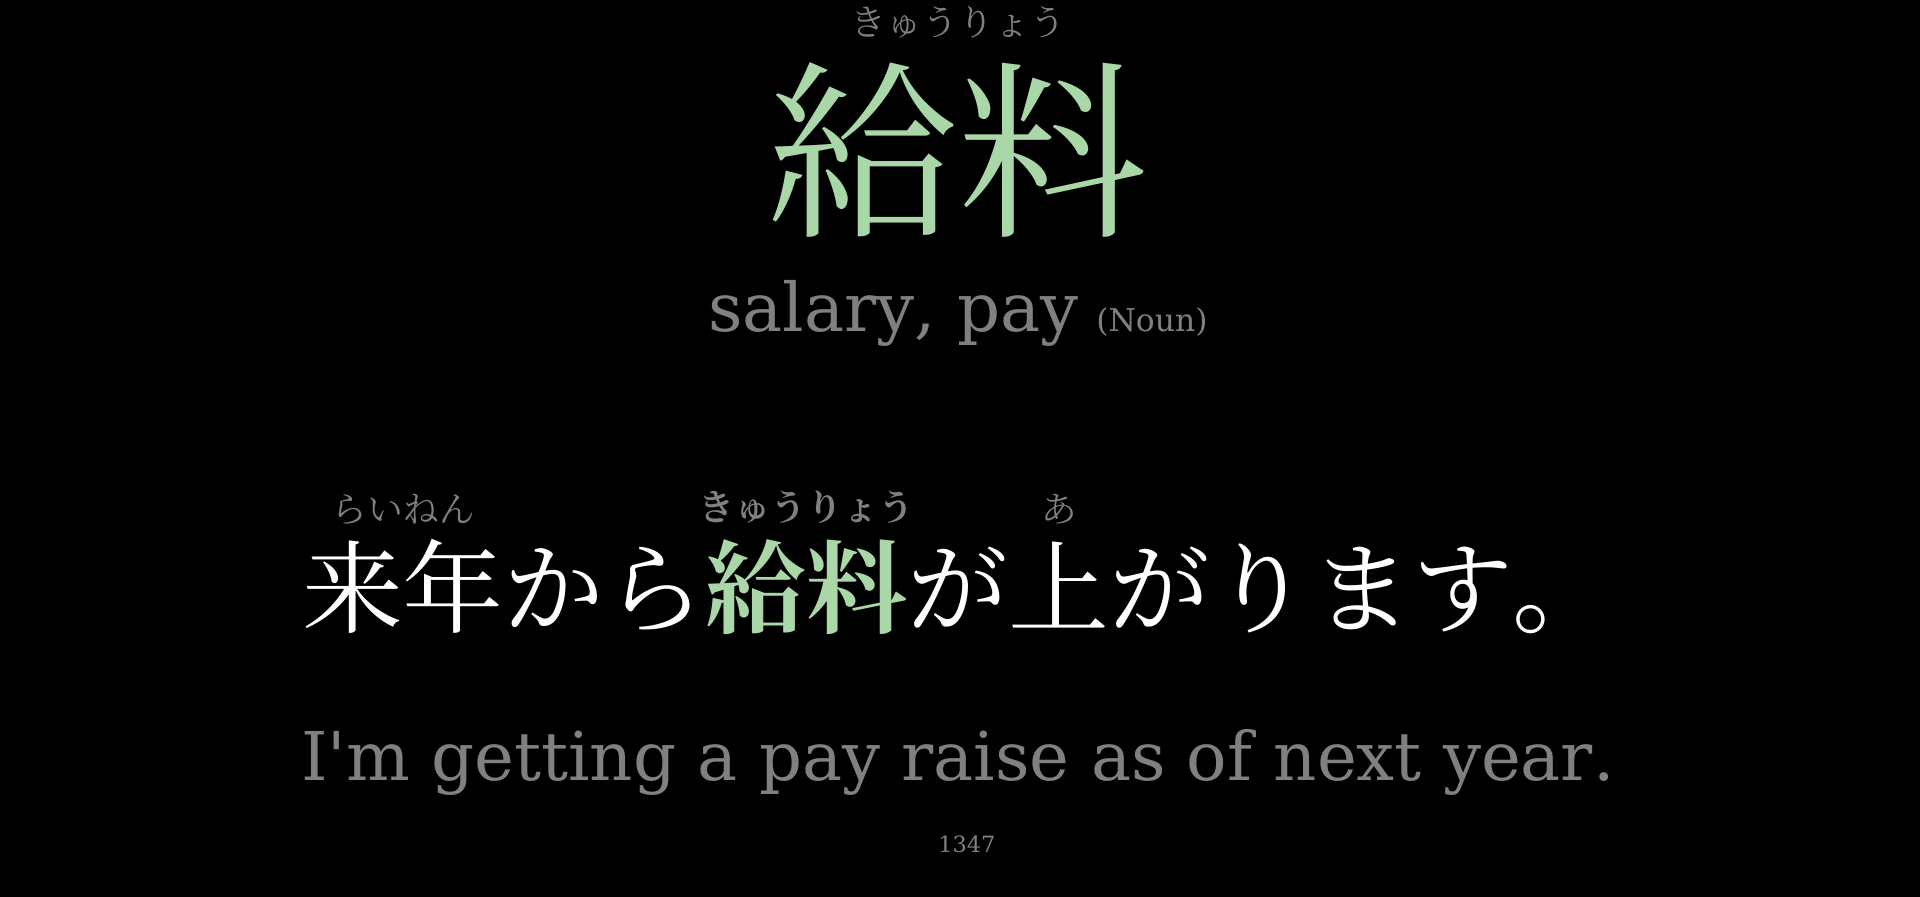 きゅうりょう
給料
salary, pay (Noun)
らいねん きゅうりょう あ
来年から給料が上がります。
I'm getting a pay raise as of next year.
1347